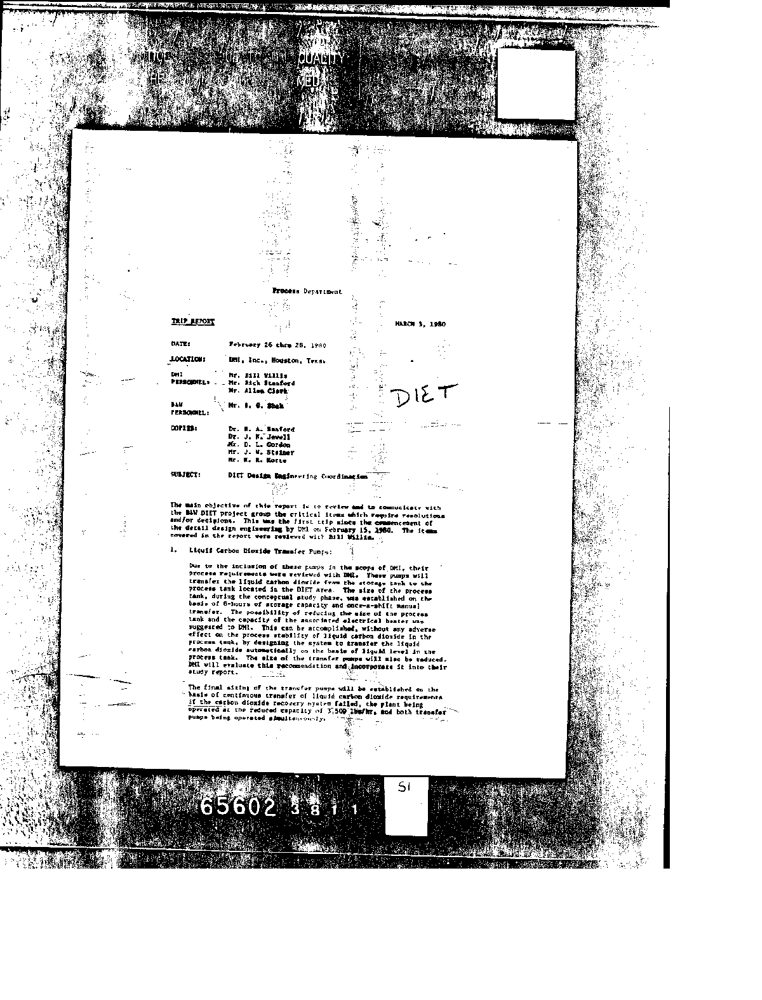 QUALITY
Process Department
TRIP REPORT
MARCH 5, 1980
DATE: February 26 thru 28, 1980
LOCATION: DMI, Inc., Houston, Texas
DMI Mr. Bill Willis
PERSONNEL: Mr. Rich Stanford
Mr. Allen Clark
DIET
B&W Mr. S. G. Shah
PERSONNEL:
COPIES: Dr. H. A.
Dr. J. F. Jewell
Mr. D. L. Gordon
Mr. J. W. Steiner
Mr. Korte
SUBJECT: DIET Design Engineering Coordination
The main objective of this report is to review and to communicate with
the B&W DIET project group the critical items which require resolutions
and/or decisions. This was the first trip since the commencement of
the detail design engineering by DMI on February 15, 1980. The items
covered in the report were reviewed with Bill Willis.
1. Liquid Carbon Dioxide Transfer Pumps:
Due to the inclusion of these pumps in the scope of DMI, their
process requirements were reviewed with DMI. These pumps will
transfer the liquid carbon dioxide from the storage tank to the
process tank located in the DIET area. The size of the process
tank, during the conceptual study phase, was established on the
basis of 8-hours of storage capacity and once-a-shift manual
transfer. The possibility of reducing the size of the process
tank and the capacity of the associated electrical heater was
suggested to DMI. This can be accomplished, without any adverse
effect on the process stability of liquid carbon dioxide in the
process tank, by designing the system to transfer the liquid
carbon dioxide automatically on the basis of liquid level in the
process tank. The size of the transfer pumps will also be reduced.
DMI will evaluate this recommendation and incorporate it into their
study report.
The final sizing of the transfer pumps will be established on the
basis of continuous transfer of liquid carbon dioxide requirements
if the carbon dioxide recovery system failed, the plant being
operated at the reduced capacity of 3,500 lbm/hr, and both transfer
pumps being operated simultaneously.
SI
65602 3811